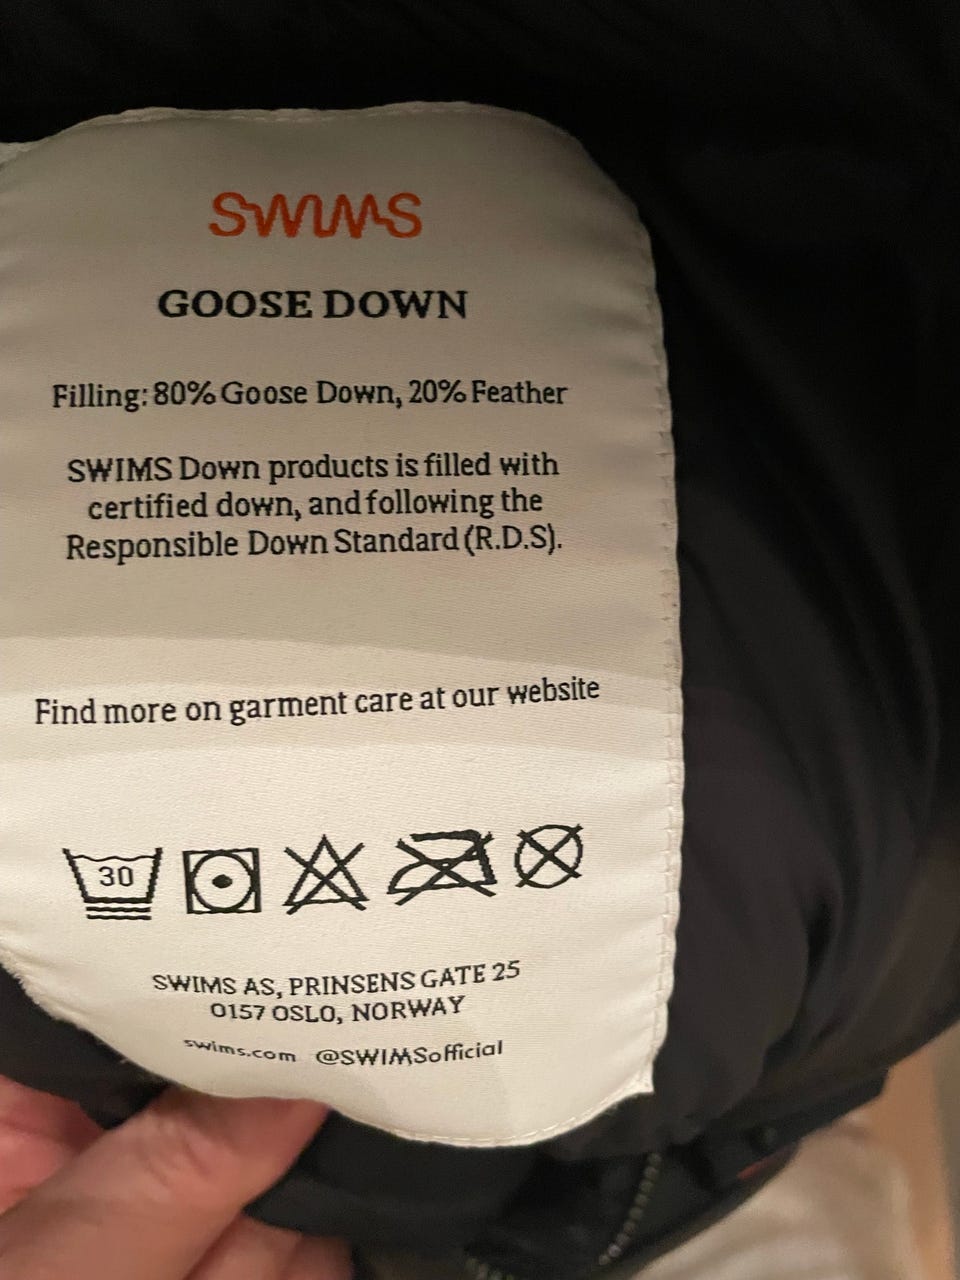 SWIMS
GOOSE DOWN
Filling: 80% Goose Down, 20% Feather
SWIMS Down products is filled with
certified down, and following the
Responsible Down Standard (R.D.S).
Find more on garment care at our website
30
SWIMS AS, PRINSENS GATE 25
0157 OSLO, NORWAY
swims.com @SWIMSofficial